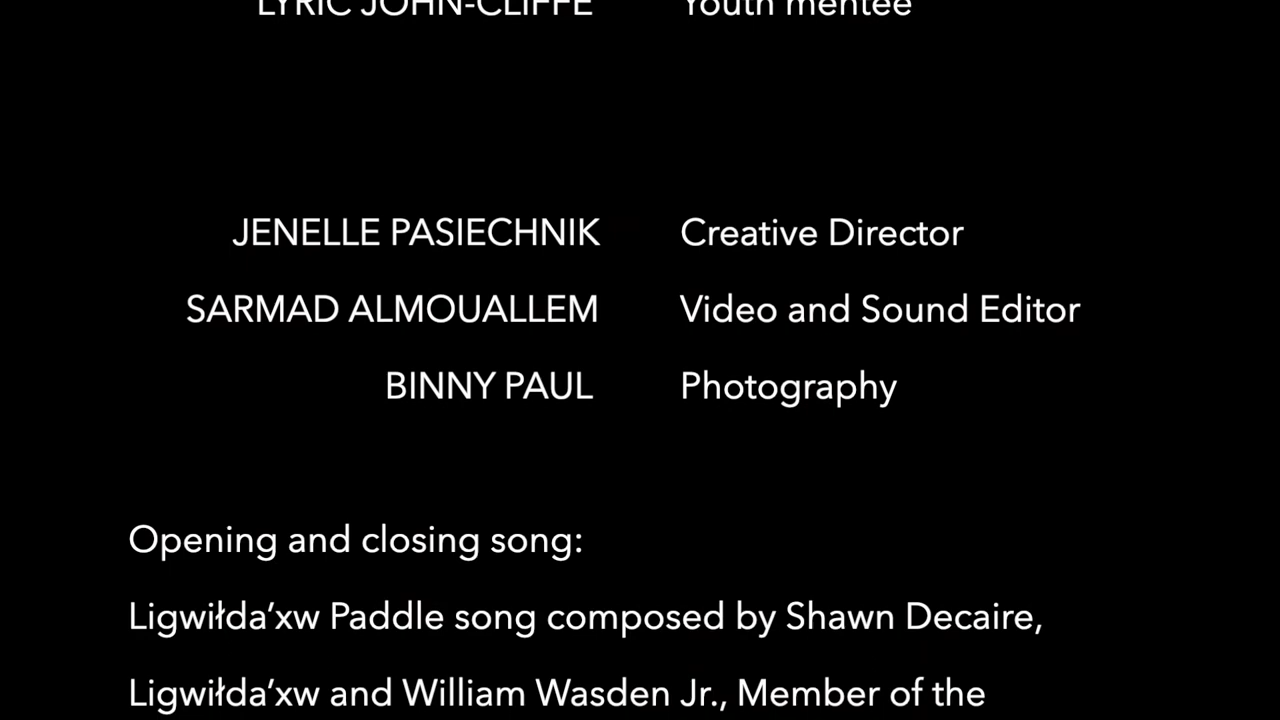 LYRIC JOHN-CLIFFE Youth mentee
JENELLE PASIECHNIK Creative Director
SARMAD ALMOUALLEM Video and Sound Editor
BINNY PAUL Photography
Opening and closing song:
Ligwiłda’xw Paddle song composed by Shawn Decaire,
Ligwiłda’xw and William Wasden Jr., Member of the